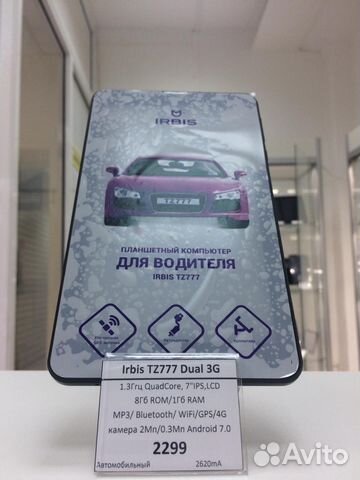 IRBIS
TZ777
ПЛАНШЕТНЫЙ КОМПЬЮТЕР
ДЛЯ ВОДИТЕЛЯ
IRBIS TZ777
Irbis TZ777 Dual 3G
1.3Ггц QuadCore, 7"IPS,LCD
8Гб ROM/1Гб RAM
MP3/ Bluetooth/ WiFi/GPS/4G
камера 2Мп/0.3Мп Android 7.0
2299
Автомобильный 2620mA
Avito